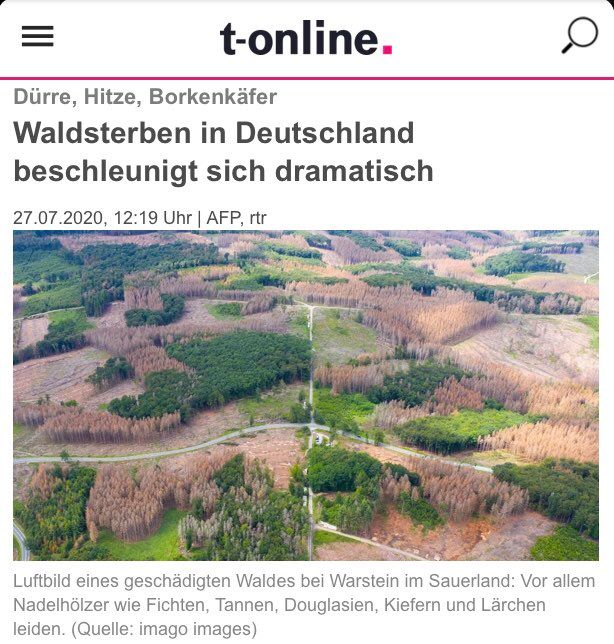 t-online.
Dürre, Hitze, Borkenkäfer
Waldsterben in Deutschland
beschleunigt sich dramatisch
27.07.2020, 12:19 Uhr | AFP, rtr
Luftbild eines geschädigten Waldes bei Warstein im Sauerland: Vor allem
Nadelhölzer wie Fichten, Tannen, Douglasien, Kiefern und Lärchen
leiden. (Quelle: imago images)